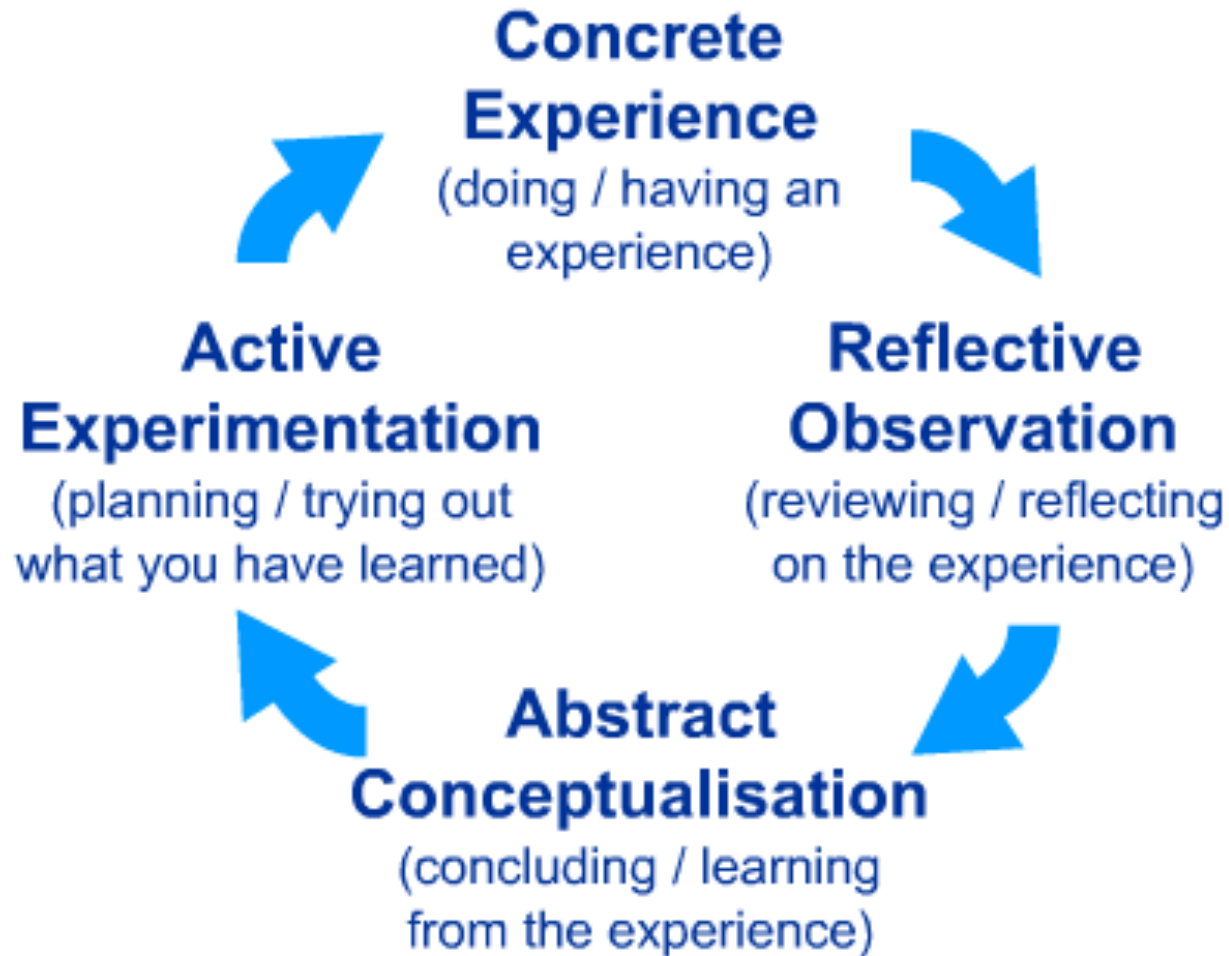 Concrete
Experience
(doing / having an
experience)
Reflective
Observation
(reviewing / reflecting
on the experience)
Abstract
Conceptualisation
(concluding / learning
from the experience)
Active
Experimentation
(planning / trying out
what you have learned)